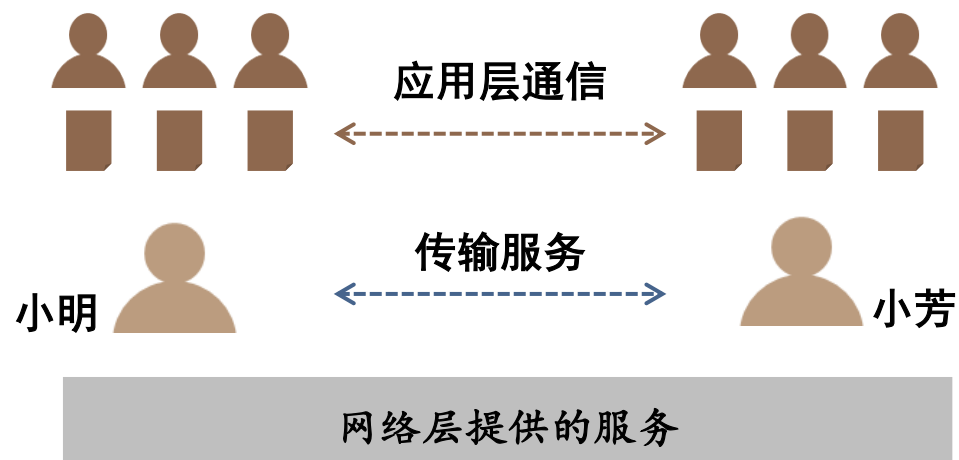 应用层通信
传输服务
小明
小芳
网络层提供的服务